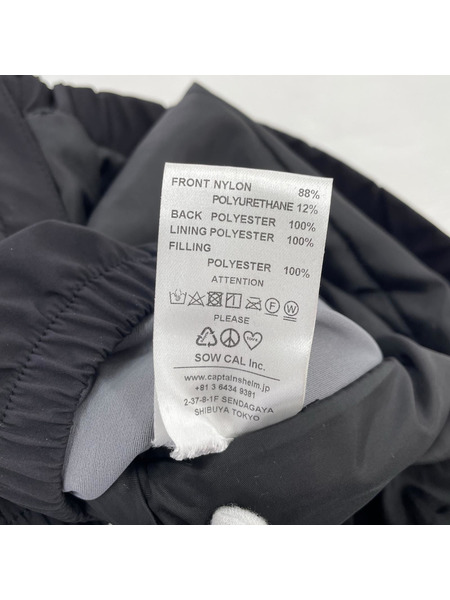 FRONT NYLON 88%
POLYURETHANE 12%
BACK POLYESTER 100%
LINING POLYESTER 100%
FILLING
POLYESTER 100%
ATTENTION
F W
PLEASE
LOVE
SOW CAL Inc.
www.captainshelm.jp
+81 3 6434 9381
2-37-8-1F SENDAGAYA
SHIBUYA TOKYO